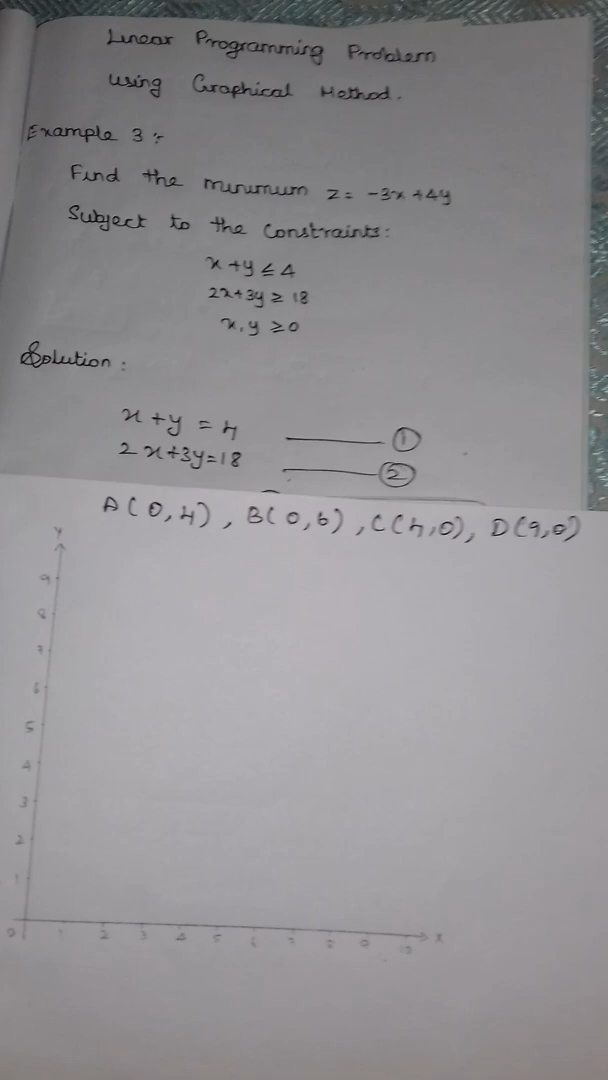 Linear Programming Problem
using Graphical Method.
Example 3 :-
Find the minimum z = -3x +4y
Subject to the Constraints:
x +y ≤ 4
2x+3y ≥ 18
x, y ≥ 0
Solution :
x +y = 4 ——— ①
2x+3y=18 ——— ②
A(0,4), B(0,6), C(4,0), D(9,0)
Y
9
8
7
6
5
4
3
2
1
0 1 2 3 4 5 6 7 8 9 10 X